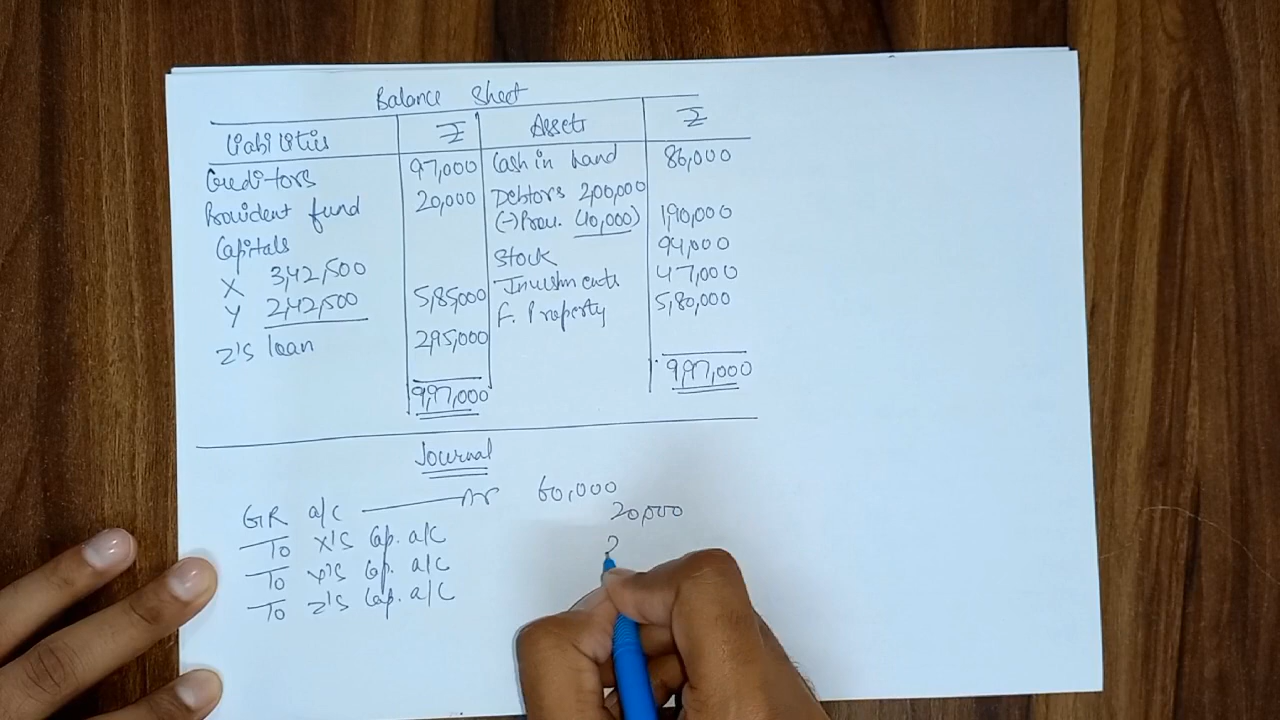 Balance Sheet
Liabilities ₹ Assets ₹
Creditors 97,000 Cash in hand 86,000
Provident fund 20,000 Debtors 2,00,000
(-) Prov. (10,000) 1,90,000
Capitals Stock 94,000
X 3,42,500 Investments 47,000
Y 2,42,500 5,85,000 F. Property 5,80,000
Z's loan 2,95,000
9,97,000 9,97,000
Journal
GR a/c Dr 60,000
To X's Cap. a/c 20,000
To Y's Cap. a/c 2
To Z's Cap. a/c